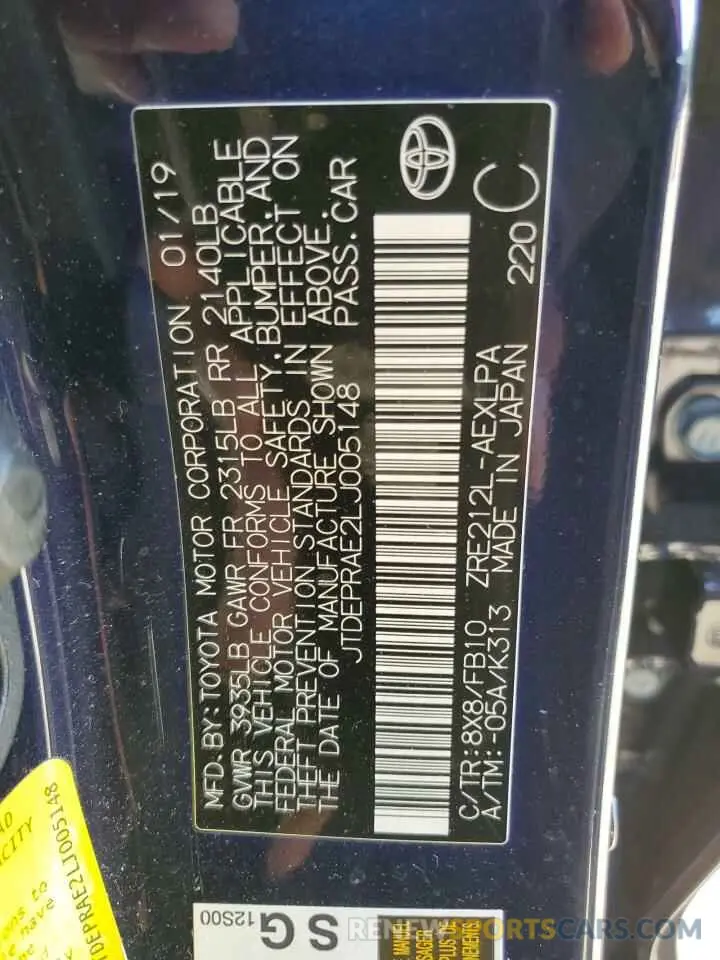 MFD. BY: TOYOTA MOTOR CORPORATION 01/19
GVWR 3935LB GAWR FR 2315LB RR 2140LB
THIS VEHICLE CONFORMS TO ALL APPLICABLE
FEDERAL MOTOR VEHICLE SAFETY, BUMPER, AND
THEFT PREVENTION STANDARDS IN EFFECT ON
THE DATE OF MANUFACTURE SHOWN ABOVE.
JTDEPRAE2LJ005148 PASS. CAR
C/TR: 8X8/FB10 ZRE212L-AEXLPA 220 C
A/TM: -05A/K313 MADE IN JAPAN
TDEPRAE2LJ005148
12S00
S G
REPOSITORYCARS.COM